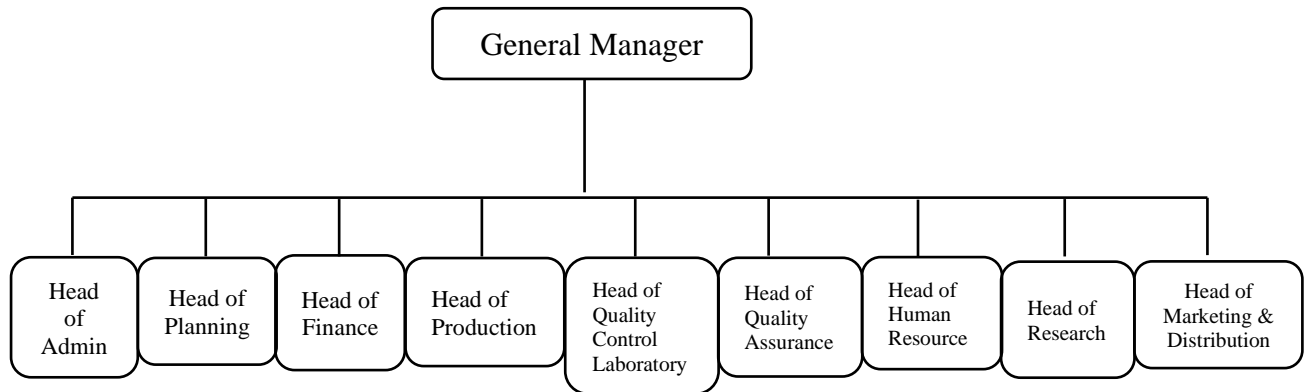 General Manager
Head
of
Admin
Head of
Planning
Head of
Finance
Head of
Production
Head of
Quality
Control
Laboratory
Head of
Quality
Assurance
Head of
Human
Resource
Head of
Research
Head of
Marketing &
Distribution